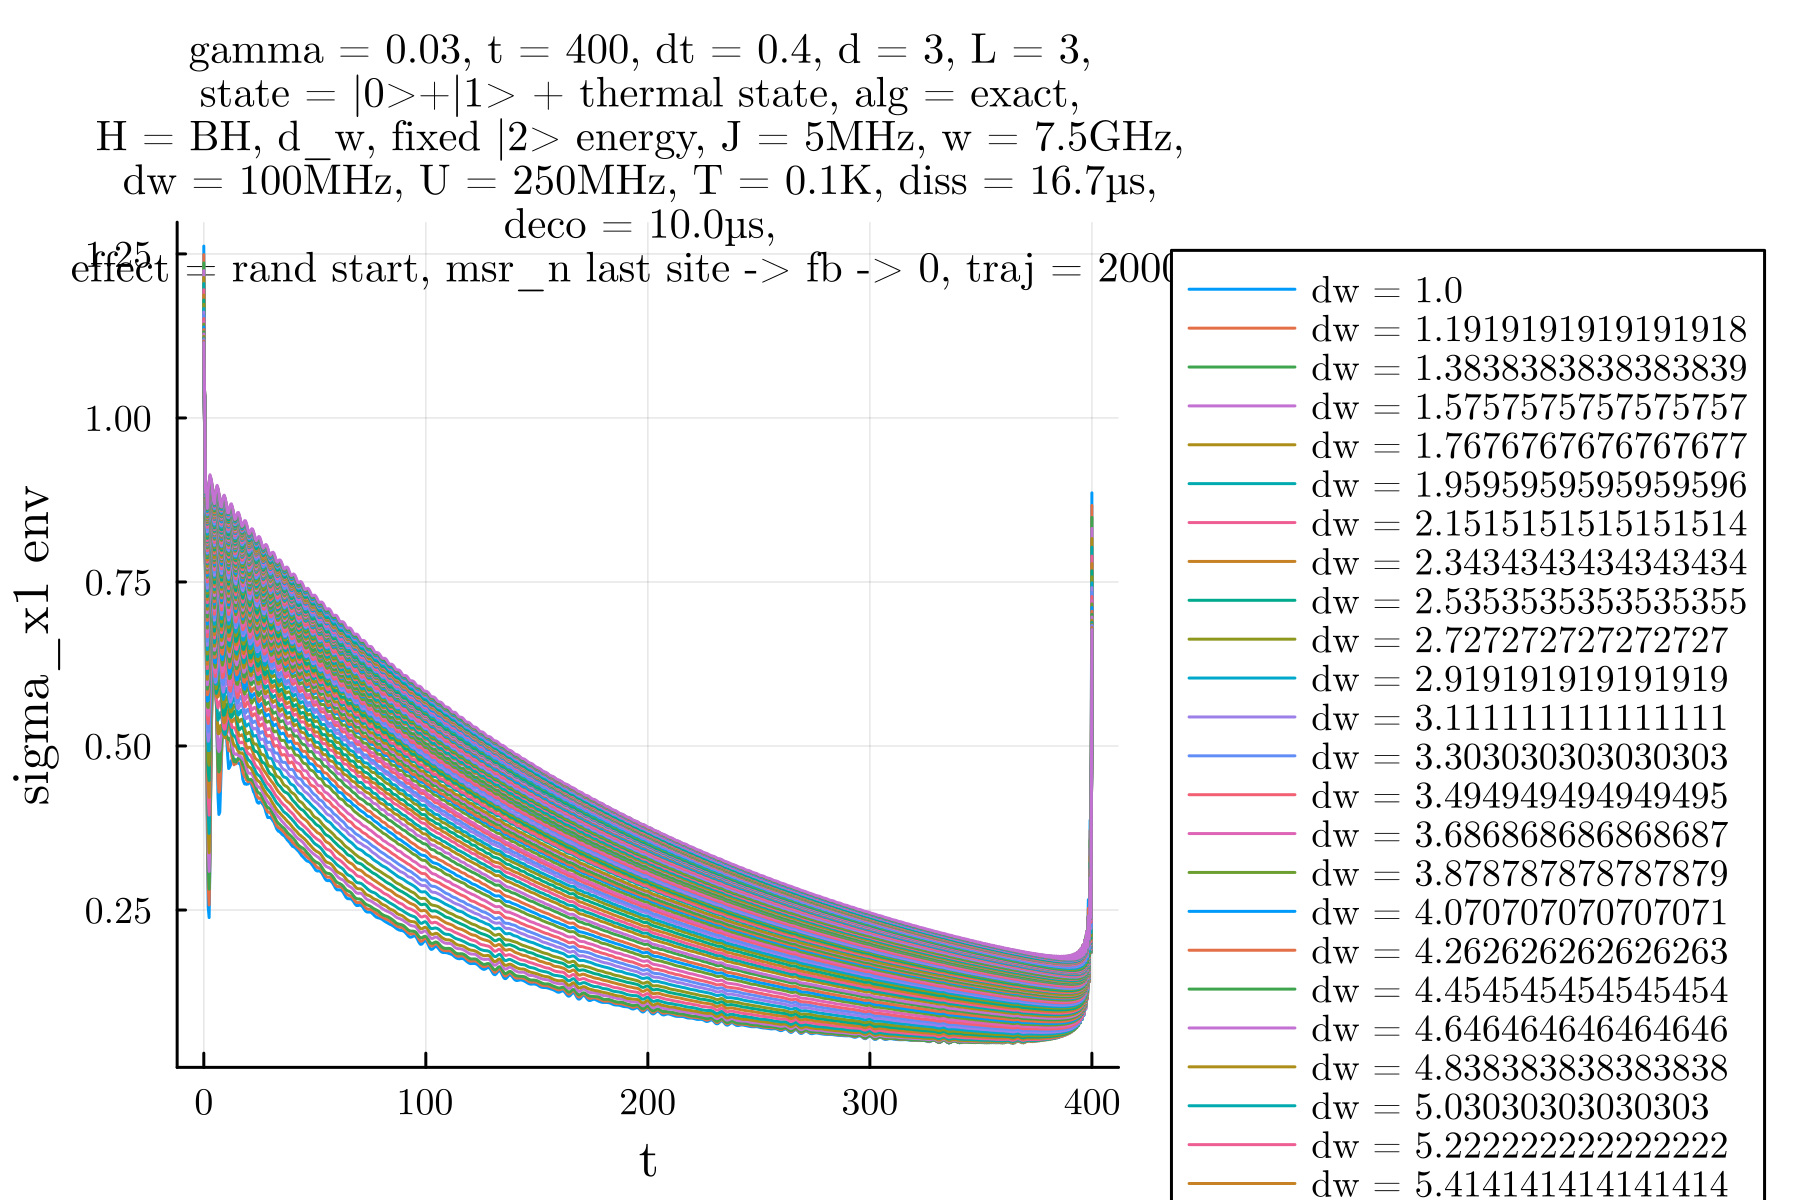 gamma = 0.03, t = 400, dt = 0.4, d = 3, L = 3,
state = |0>+|1> + thermal state, alg = exact,
H = BH, d_w, fixed |2> energy, J = 5MHz, w = 7.5GHz,
dw = 100MHz, U = 250MHz, T = 0.1K, diss = 16.7µs,
deco = 10.0µs,
effect = rand start, msr_n last site -> fb -> 0, traj = 2000
1.25
1.00
0.75
0.50
0.25
sigma_x1 env
0 100 200 300 400
t
dw = 1.0
dw = 1.1919191919191918
dw = 1.3838383838383839
dw = 1.5757575757575757
dw = 1.7676767676767677
dw = 1.9595959595959596
dw = 2.1515151515151514
dw = 2.3434343434343434
dw = 2.5353535353535355
dw = 2.727272727272727
dw = 2.919191919191919
dw = 3.111111111111111
dw = 3.303030303030303
dw = 3.494949494949495
dw = 3.686868686868687
dw = 3.878787878787879
dw = 4.070707070707071
dw = 4.262626262626263
dw = 4.454545454545454
dw = 4.646464646464646
dw = 4.838383838383838
dw = 5.03030303030303
dw = 5.222222222222222
dw = 5.414141414141414